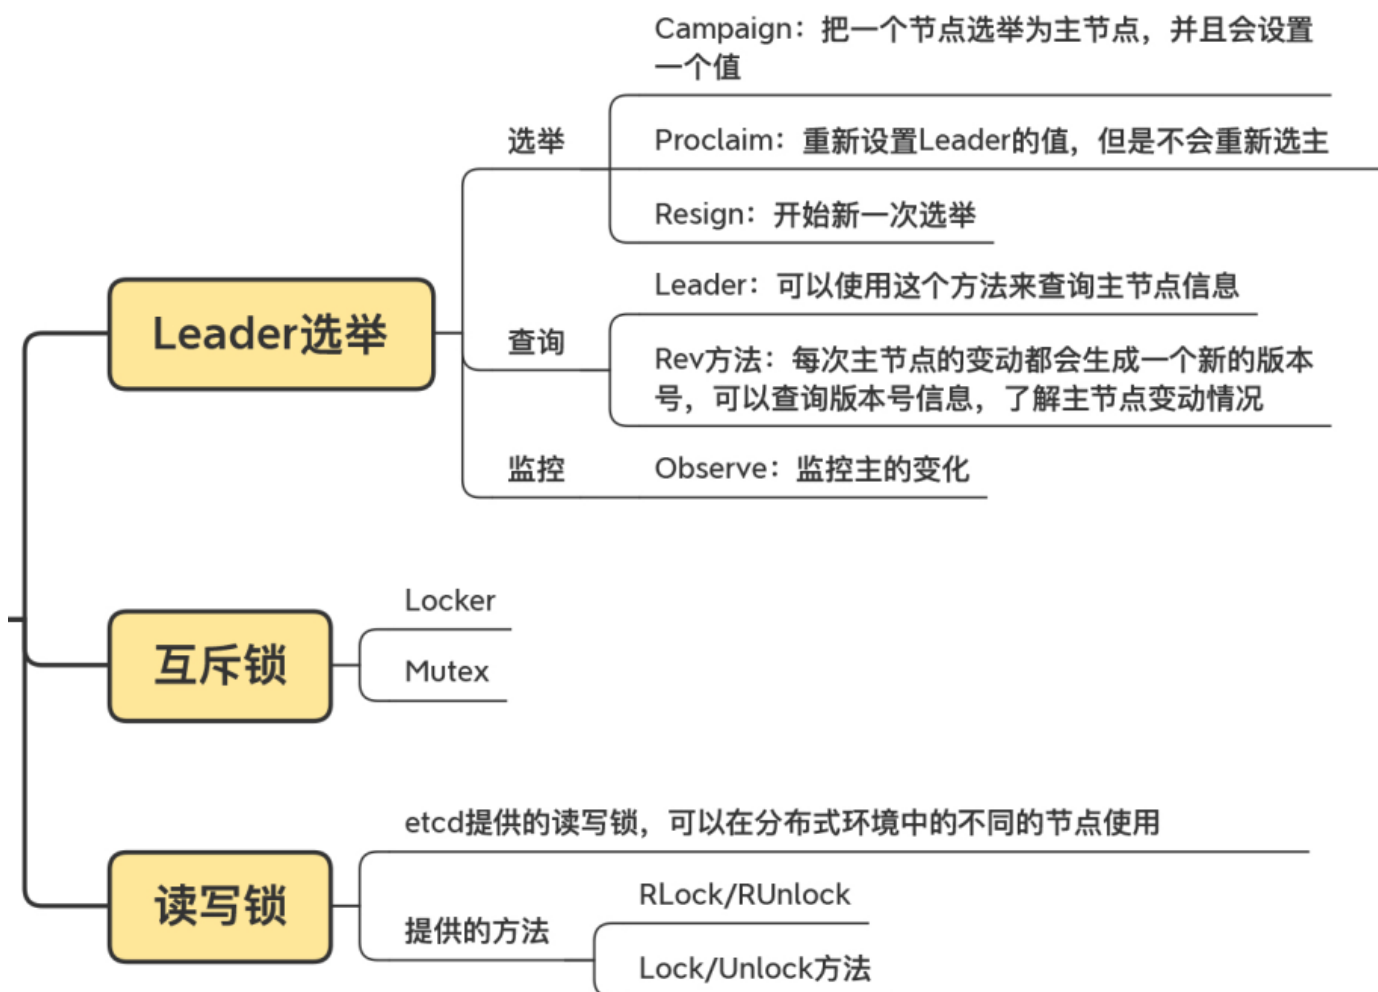 Campaign：把一个节点选举为主节点，并且会设置
一个值
选举
Proclaim：重新设置Leader的值，但是不会重新选主
Resign：开始新一次选举
Leader选举
Leader：可以使用这个方法来查询主节点信息
查询
Rev方法：每次主节点的变动都会生成一个新的版本
号，可以查询版本号信息，了解主节点变动情况
监控
Observe：监控主的变化
互斥锁
Locker
Mutex
读写锁
etcd提供的读写锁，可以在分布式环境中的不同的节点使用
提供的方法
RLock/RUnlock
Lock/Unlock方法